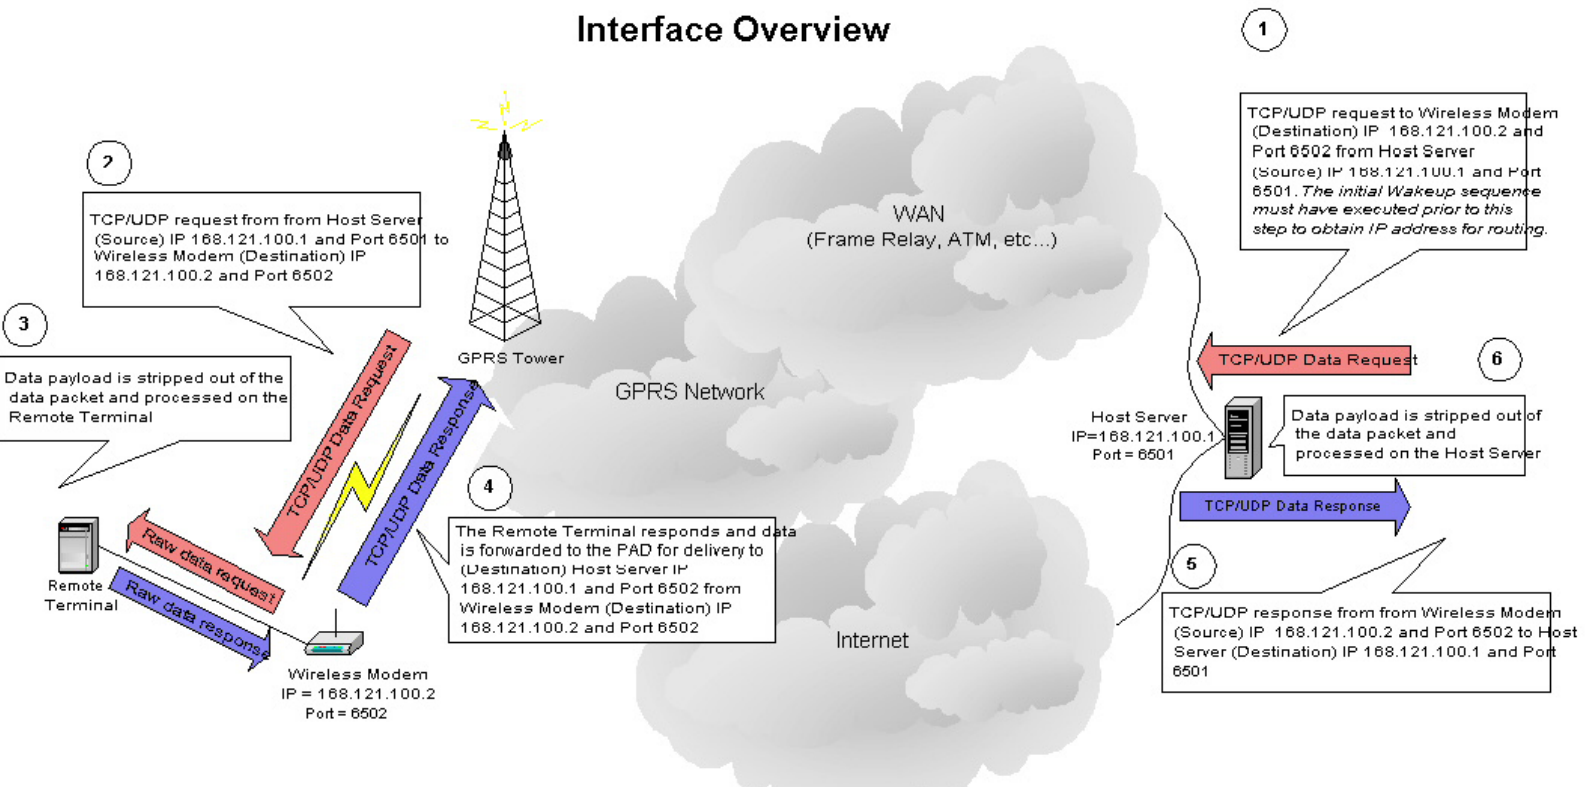 Interface Overview
1
TCP/UDP request to Wireless Modem
(Destination) IP 168.121.100.2 and
Port 6502 from Host Server
(Source) IP 168.121.100.1 and Port
6501. The initial Wakeup sequence
must have executed prior to this
step to obtain IP address for routing.
2
TCP/UDP request from from Host Server
(Source) IP 168.121.100.1 and Port 6501 to
Wireless Modem (Destination) IP
168.121.100.2 and Port 6502
3
Data payload is stripped out of the
data packet and processed on the
Remote Terminal
GPRS Tower
WAN
(Frame Relay, ATM, etc...)
GPRS Network
Internet
TCP/UDP Data Request
TCP/UDP Data Response
Raw data request
Raw data response
Remote
Terminal
Wireless Modem
IP = 168.121.100.2
Port = 6502
4
The Remote Terminal responds and data
is forwarded to the PAD for delivery to
(Destination) Host Server IP
168.121.100.1 and Port 6502 from
Wireless Modem (Destination) IP
168.121.100.2 and Port 6502
TCP/UDP Data Request
6
Host Server
IP=168.121.100.1
Port = 6501
Data payload is stripped out of
the data packet and
processed on the Host Server
TCP/UDP Data Response
5
TCP/UDP response from from Wireless Modem
(Source) IP 168.121.100.2 and Port 6502 to Host
Server (Destination) IP 168.121.100.1 and Port
6501